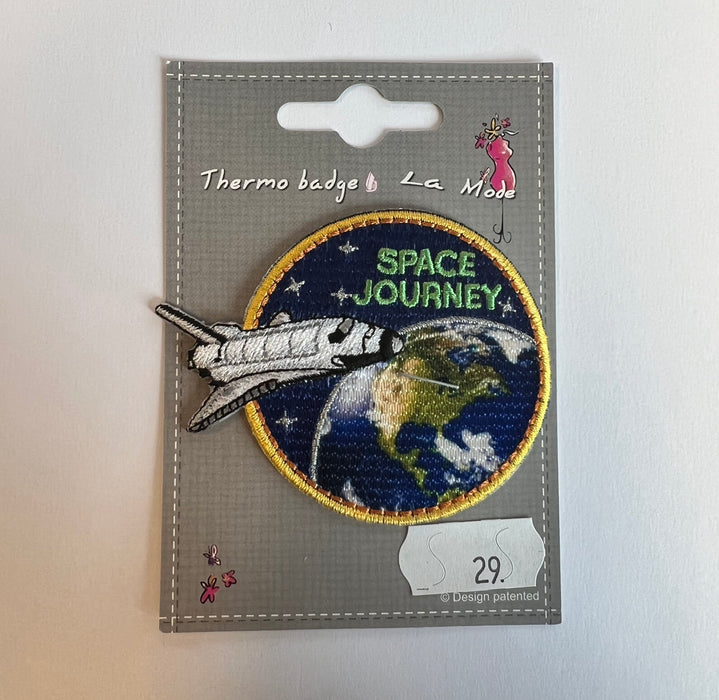 Thermo badge La Mode
SPACE
JOURNEY
S 29. S
© Design patented